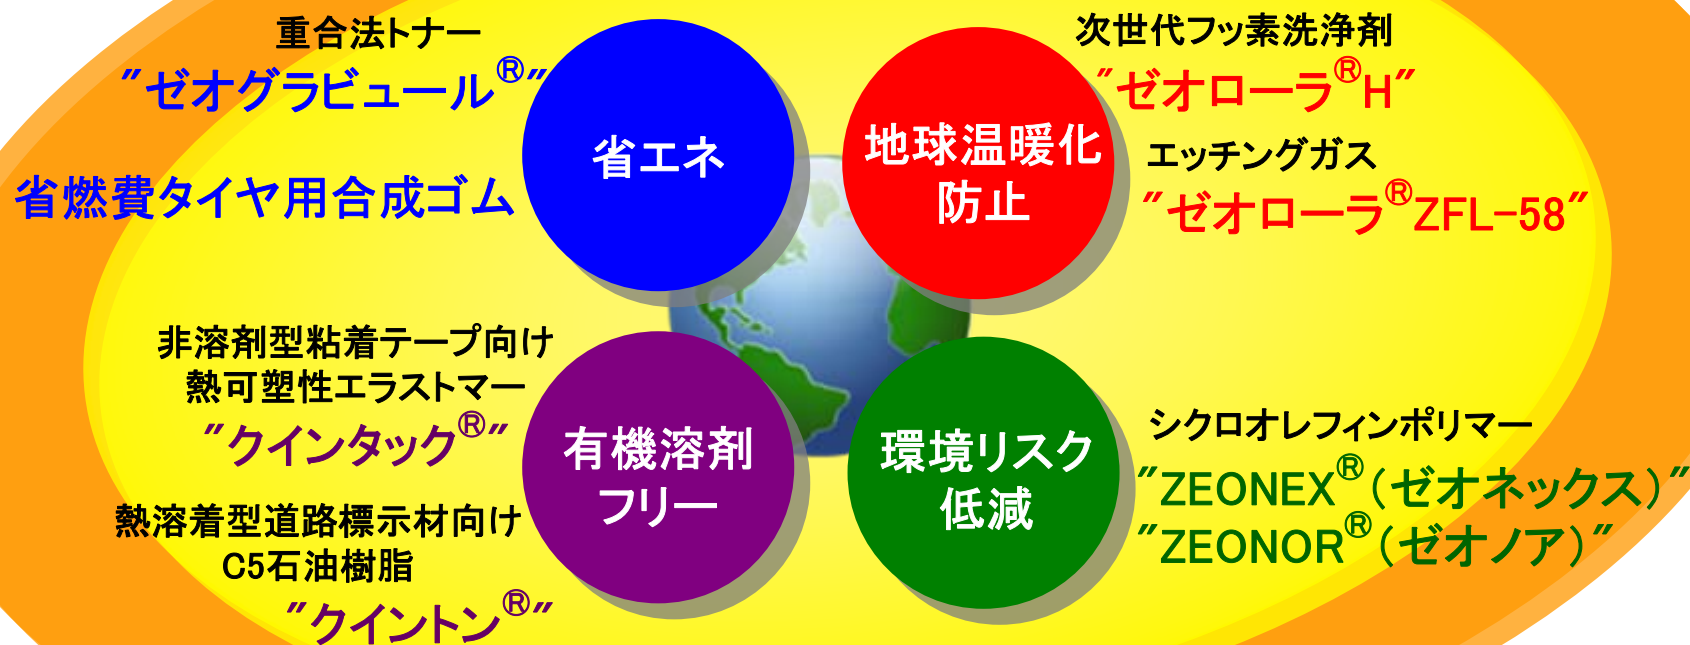 重合法トナー
"ゼオグラビュール®"
省燃費タイヤ用合成ゴム
省エネ
地球温暖化
防止
次世代フッ素洗浄剤
"ゼオローラ®H"
エッチングガス
"ゼオローラ®ZFL-58"
非溶剤型粘着テープ向け
熱可塑性エラストマー
"クインタック®"
熱溶着型道路標示材向け
C5石油樹脂
"クイントン®"
有機溶剤
フリー
環境リスク
低減
シクロオレフィンポリマー
"ZEONEX®(ゼオネックス)"
"ZEONOR®(ゼオノア)"